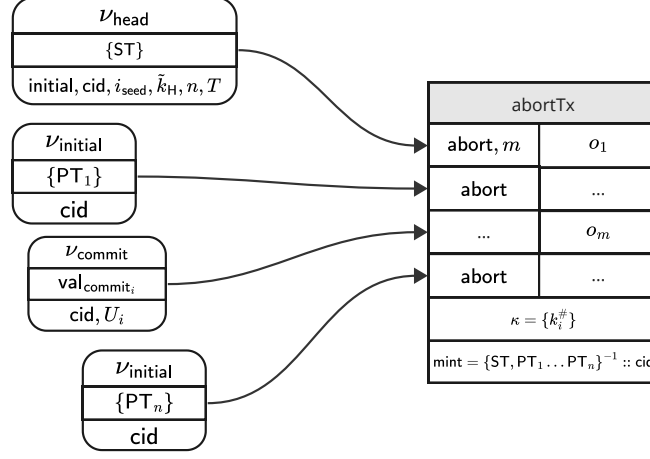 ν_head
{ST}
initial, cid, i_seed, k̃_H, n, T
ν_initial
{PT_1}
cid
ν_commit
val_commit_i
cid, U_i
ν_initial
{PT_n}
cid
abortTx
abort, m o_1
abort ...
... o_m
abort ...
κ = {k_i^#}
mint = {ST, PT_1 … PT_n}^−1 :: cid